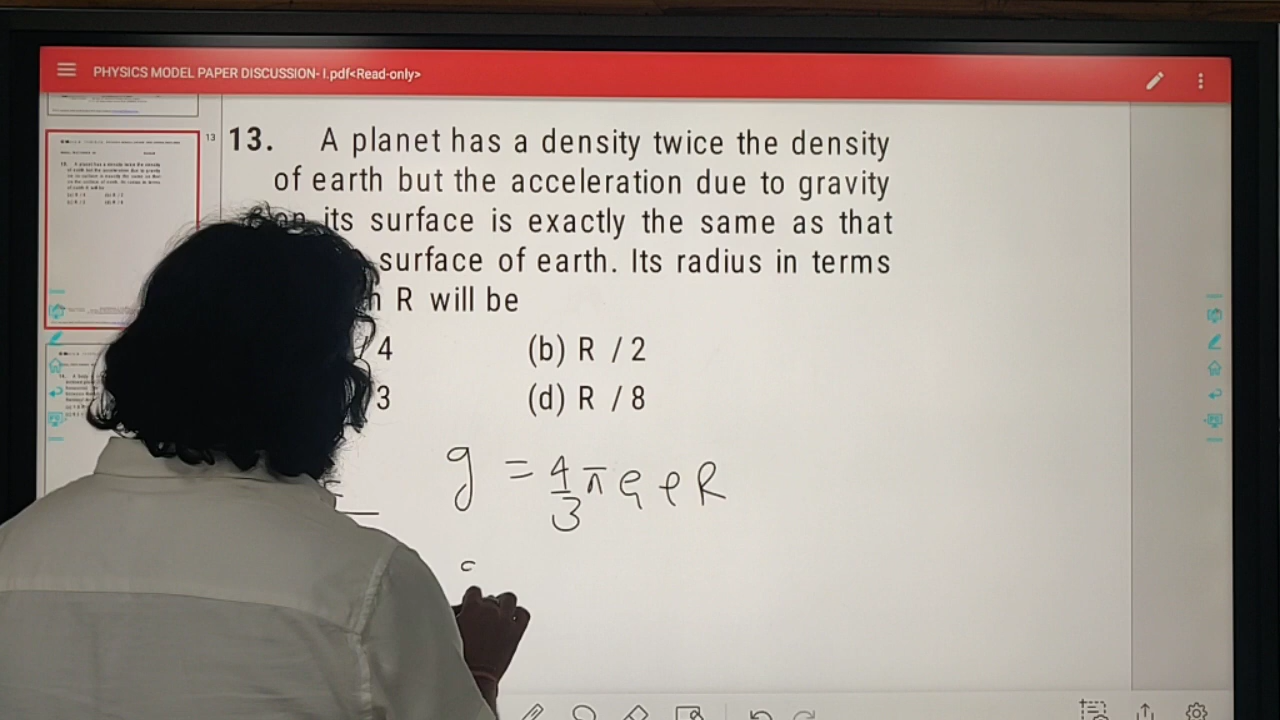 PHYSICS MODEL PAPER DISCUSSION- I.pdf<Read-only>
13
13. A planet has a density twice the density
of earth but the acceleration due to gravity
on its surface is exactly the same as that
surface of earth. Its radius in terms
R will be
4 (b) R / 2
3 (d) R / 8
g = 4/3 π G ρ R